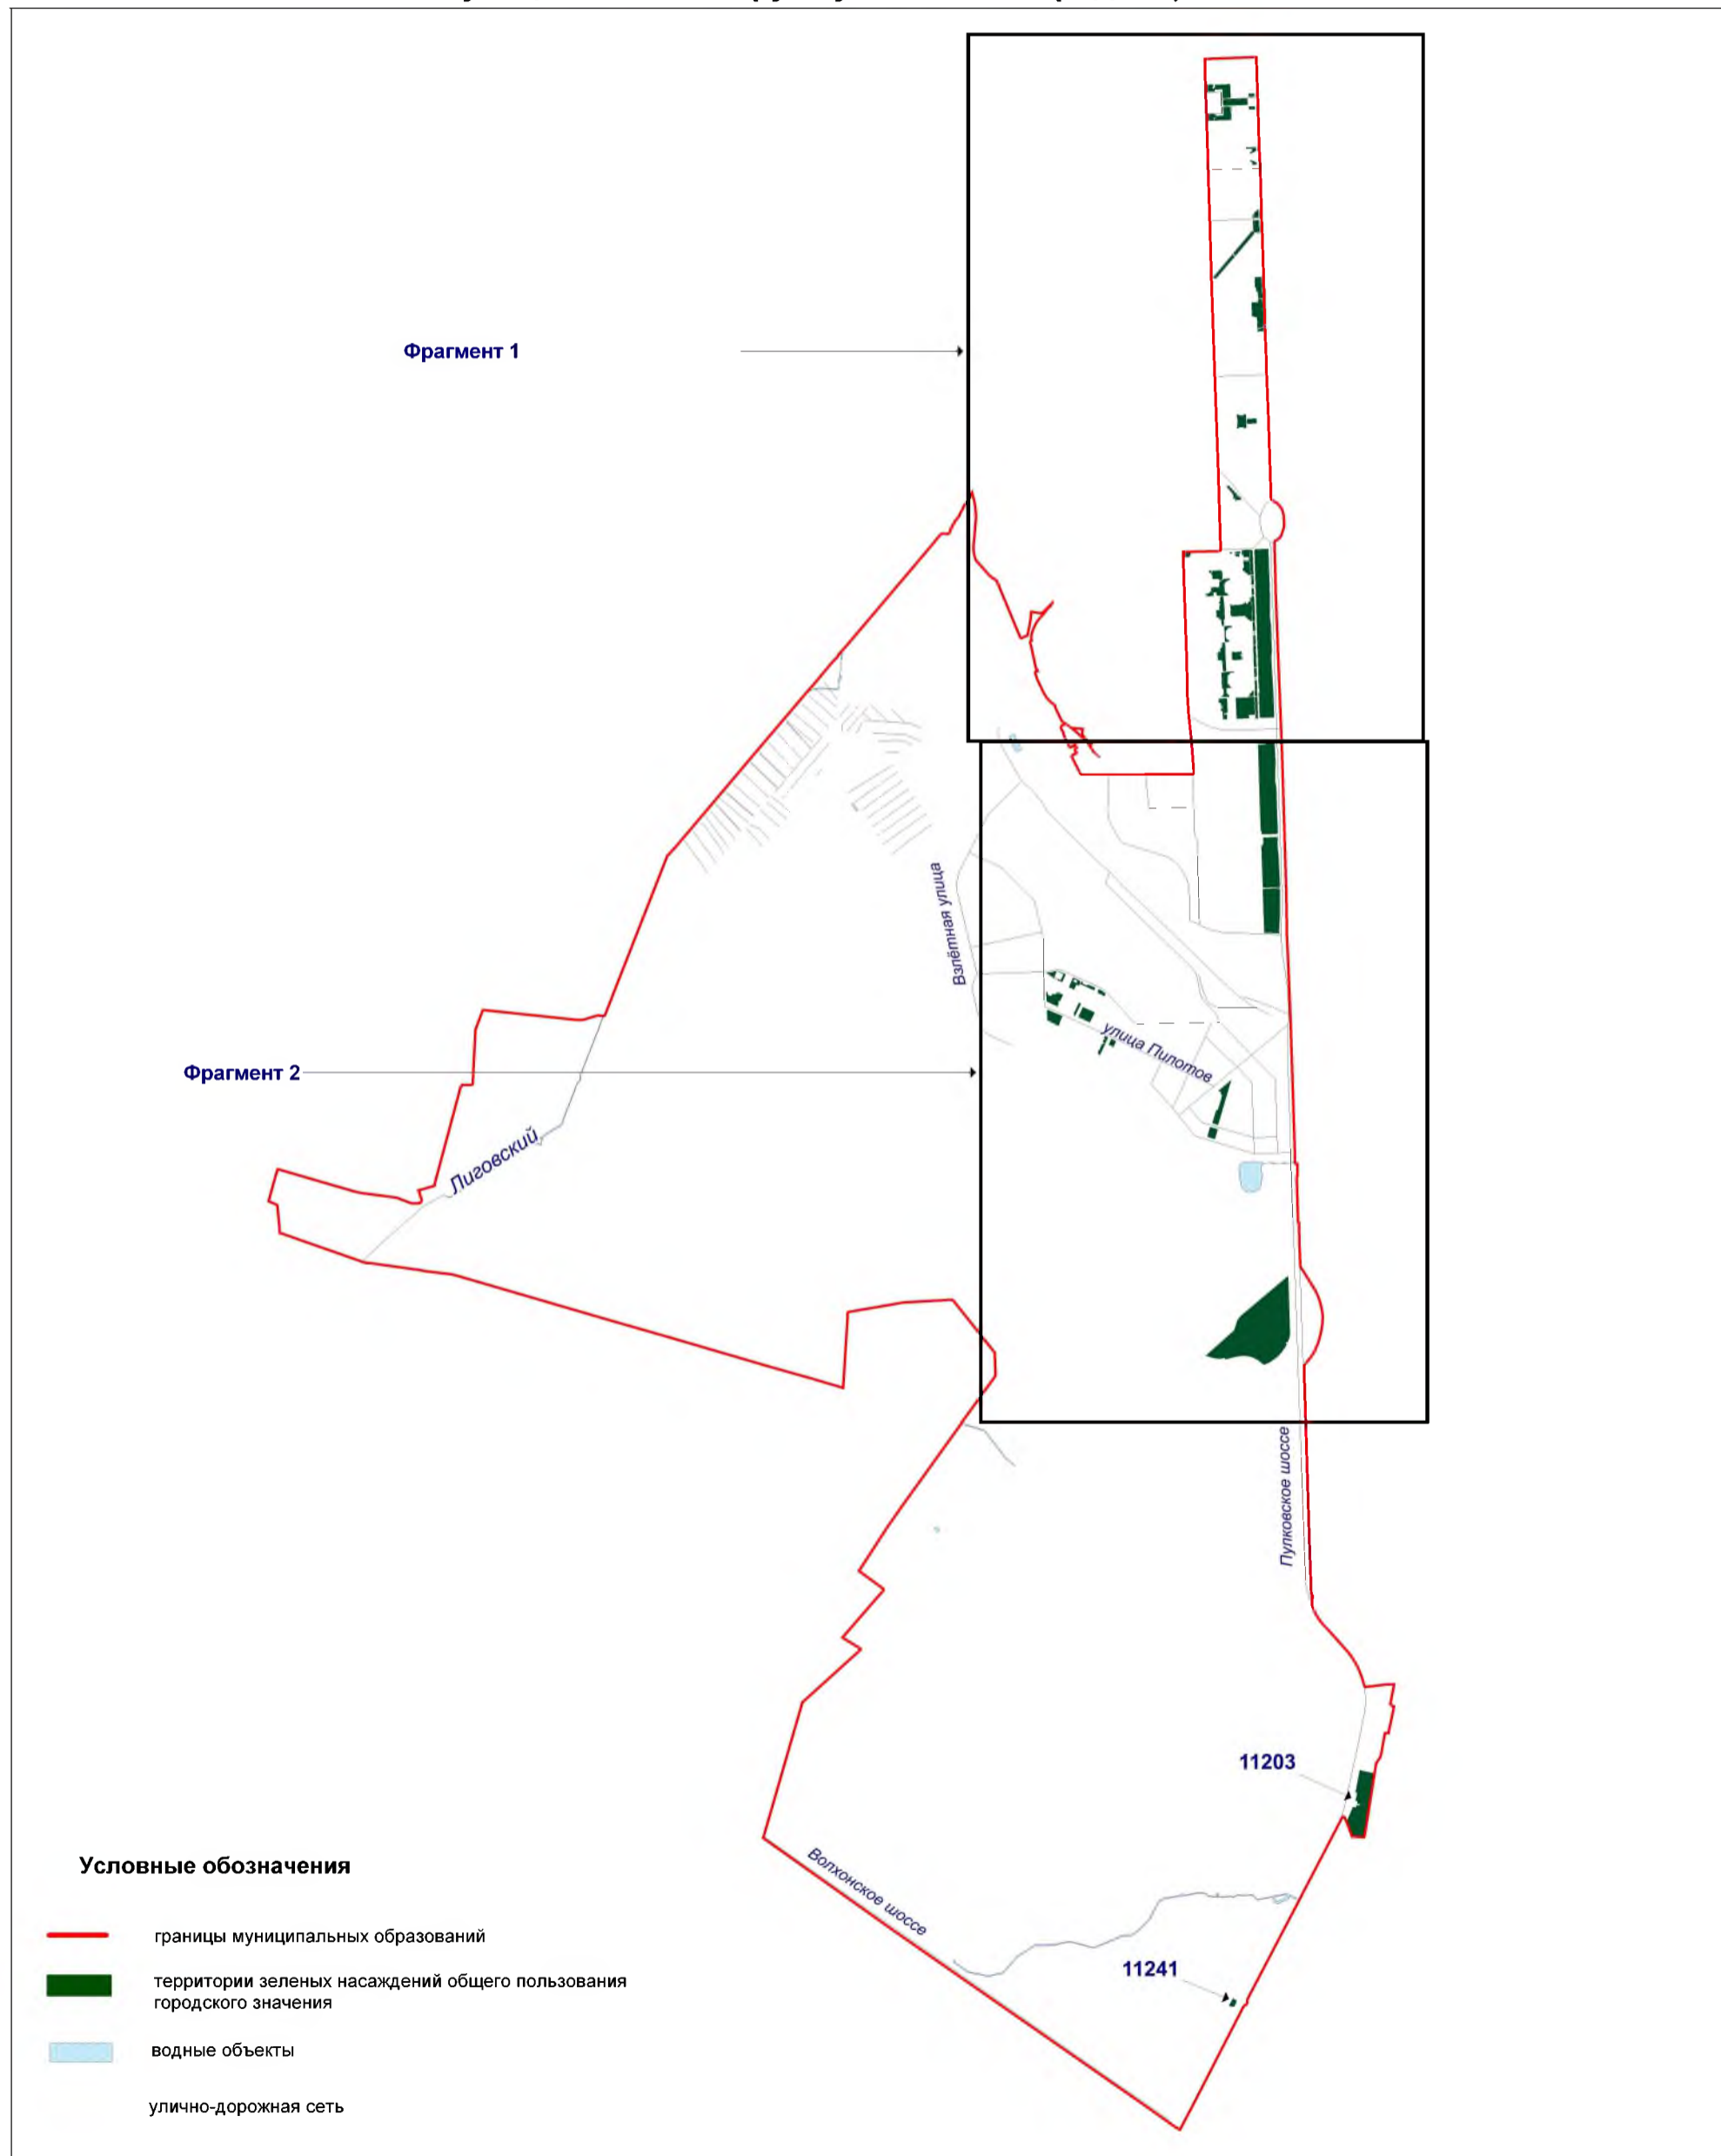 Фрагмент 1
Взлётная улица
улица Пилотов
Фрагмент 2
Лиговский
Пулковское шоссе
11203
Волхонское шоссе
11241
Условные обозначения
границы муниципальных образований
территории зеленых насаждений общего пользования
городского значения
водные объекты
улично-дорожная сеть